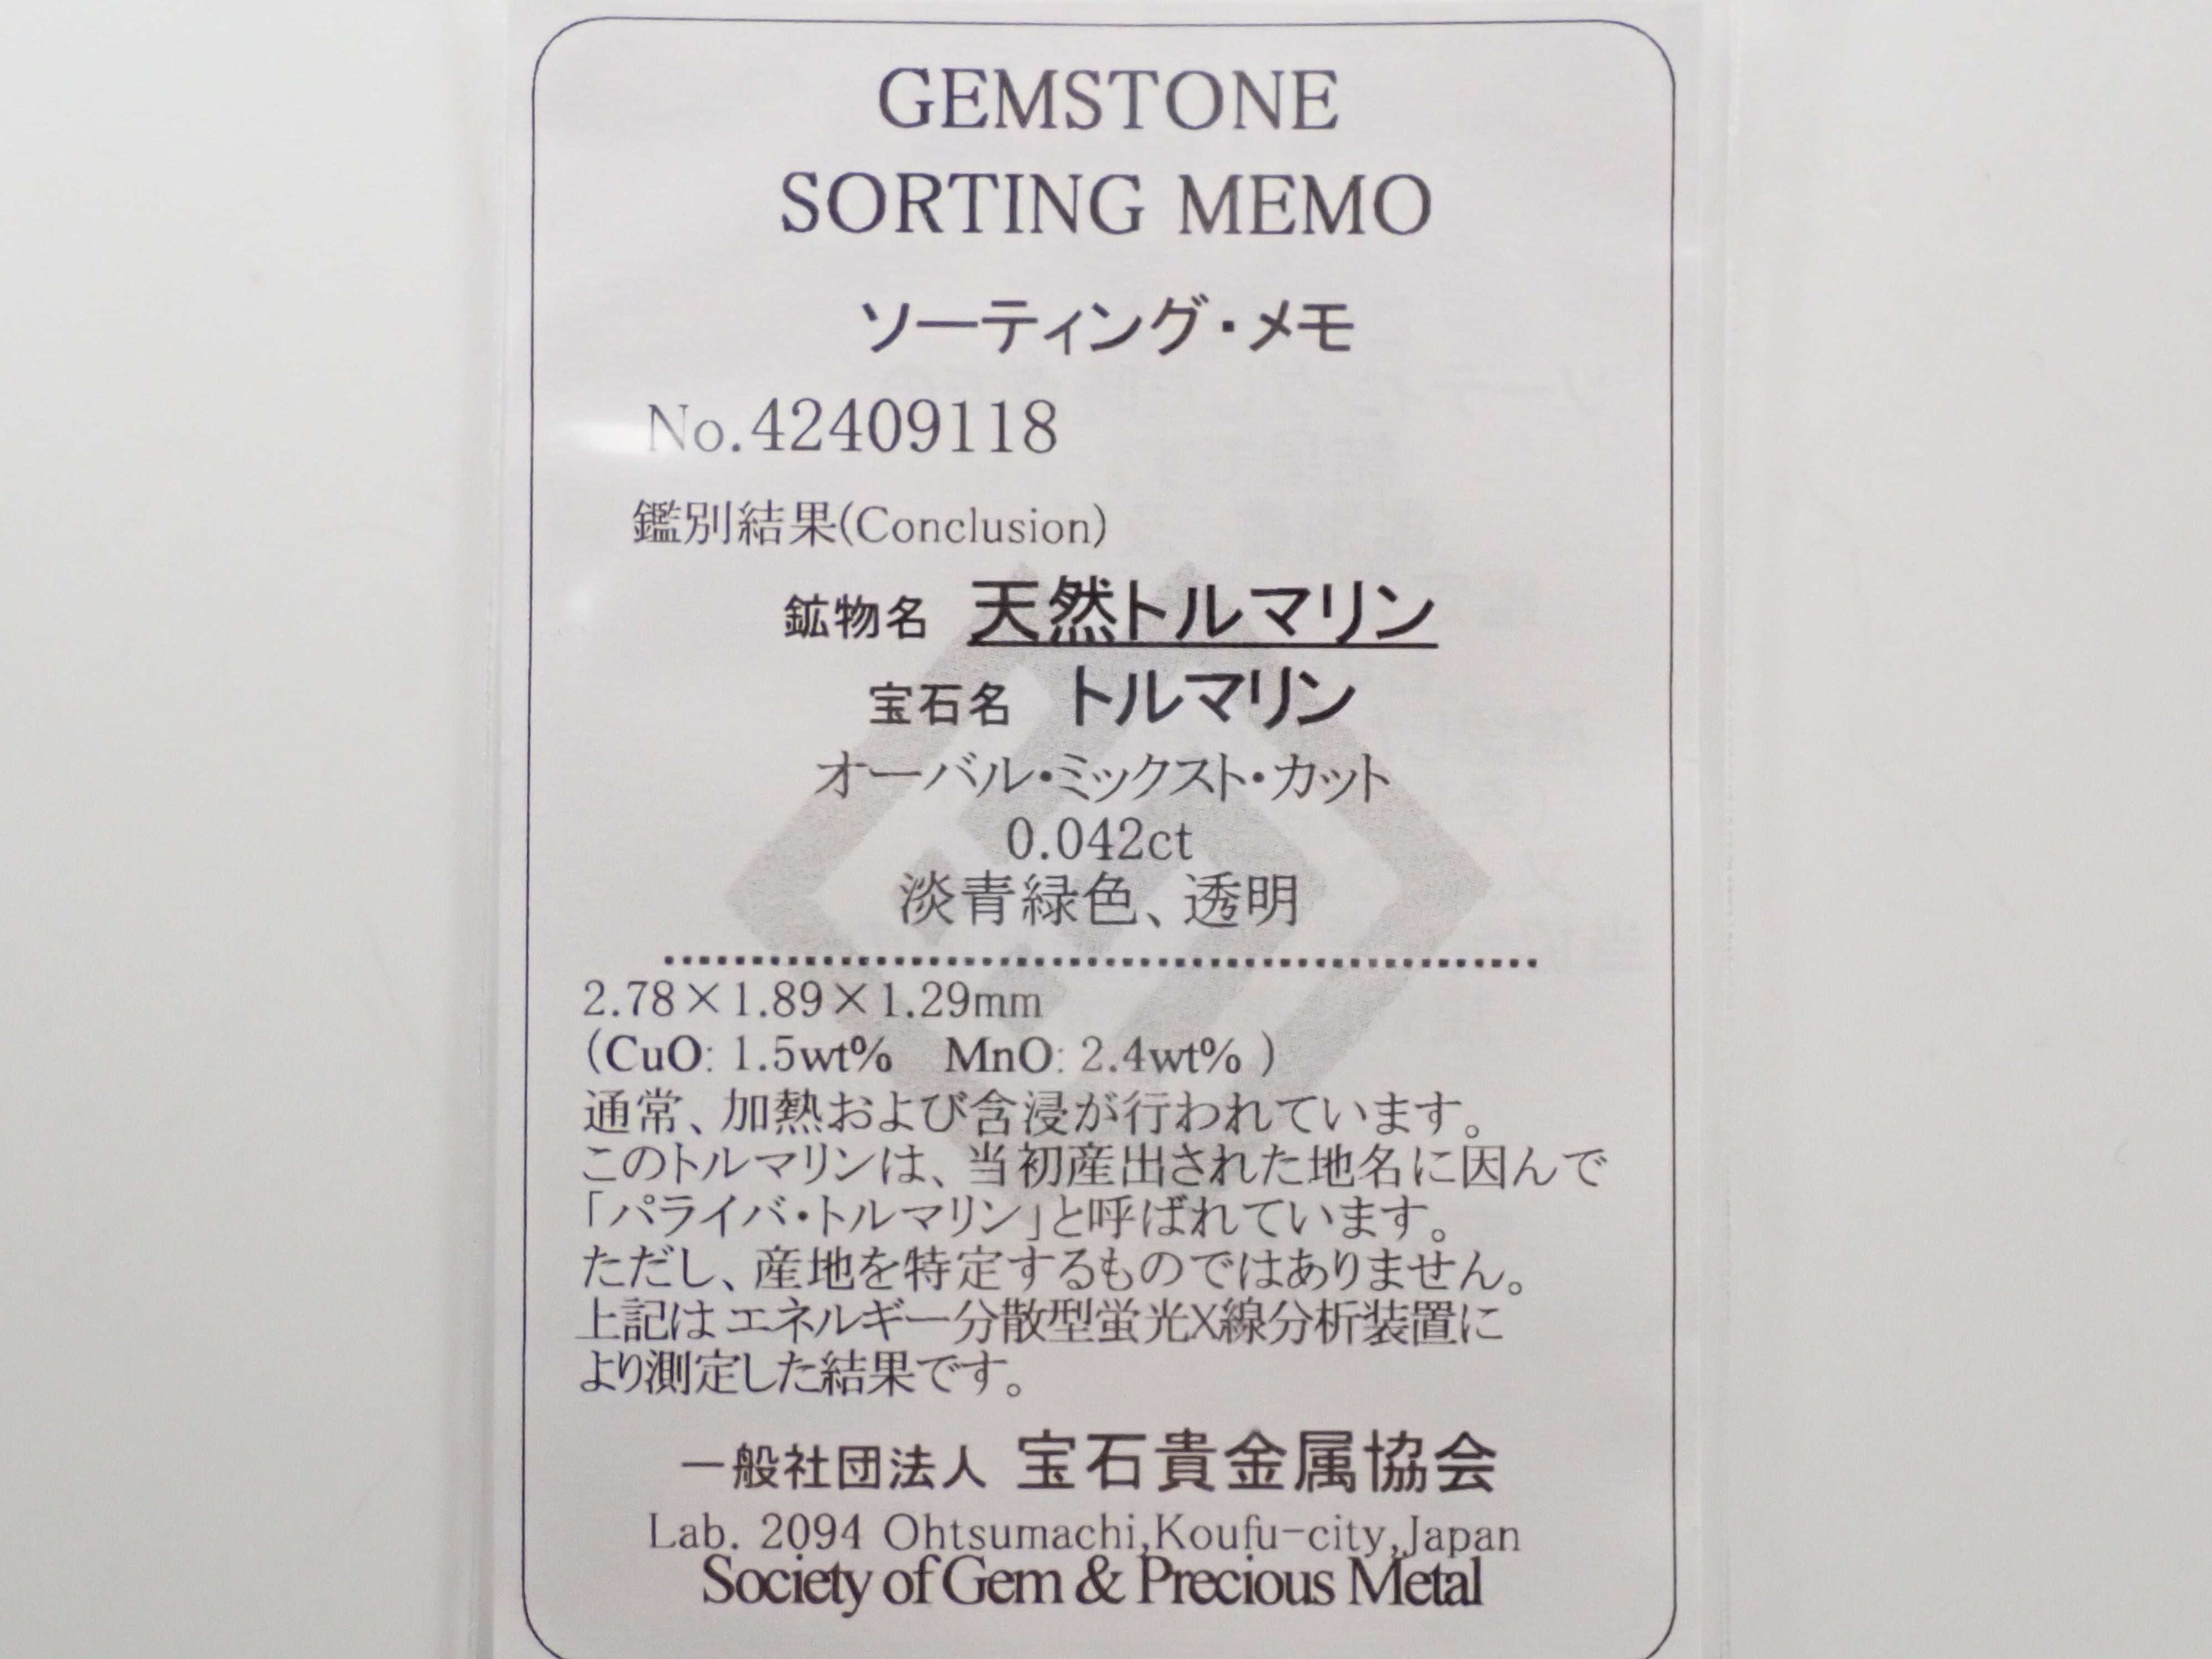 GEMSTONE
SORTING MEMO
ソーティング・メモ
No.42409118
鑑別結果(Conclusion)
鉱物名 天然トルマリン
宝石名 トルマリン
オーバル・ミックスト・カット
0.042ct
淡青緑色、透明
2.78×1.89×1.29mm
(CuO: 1.5wt% MnO: 2.4wt% )
通常、加熱および含浸が行われています。
このトルマリンは、当初産出された地名に因んで
「パライバ・トルマリン」と呼ばれています。
ただし、産地を特定するものではありません。
上記はエネルギー分散型蛍光X線分析装置に
より測定した結果です。
一般社団法人 宝石貴金属協会
Lab. 2094 Ohtsumachi,Koufu-city,Japan
Society of Gem & Precious Metal